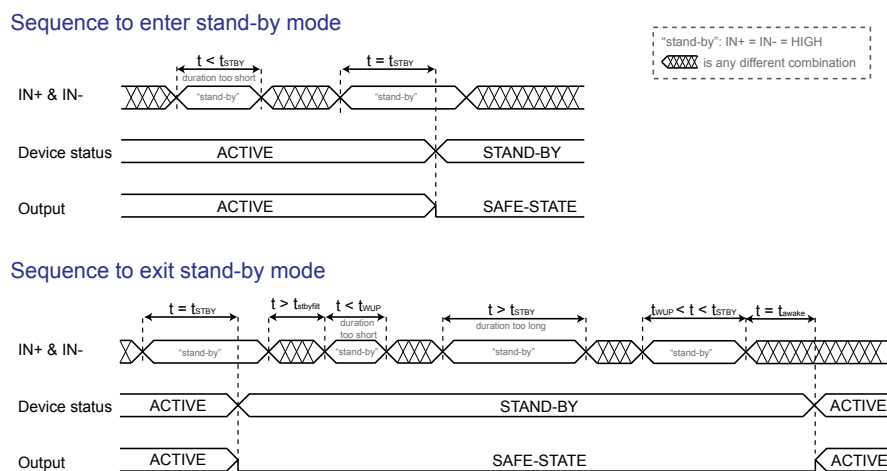 Sequence to enter stand-by mode
"stand-by": IN+ = IN- = HIGH
is any different combination
t < tSTBY
duration too short
t = tSTBY
IN+ & IN-
"stand-by"
"stand-by"
Device status
ACTIVE
STAND-BY
Output
ACTIVE
SAFE-STATE
Sequence to exit stand-by mode
t = tSTBY
t > tstbyfilt
t < tWUP
duration
too short
t > tSTBY
duration too long
tWUP < t < tSTBY
t = tawake
IN+ & IN-
"stand-by"
"stand-by"
"stand-by"
"stand-by"
Device status
ACTIVE
STAND-BY
ACTIVE
Output
ACTIVE
SAFE-STATE
ACTIVE